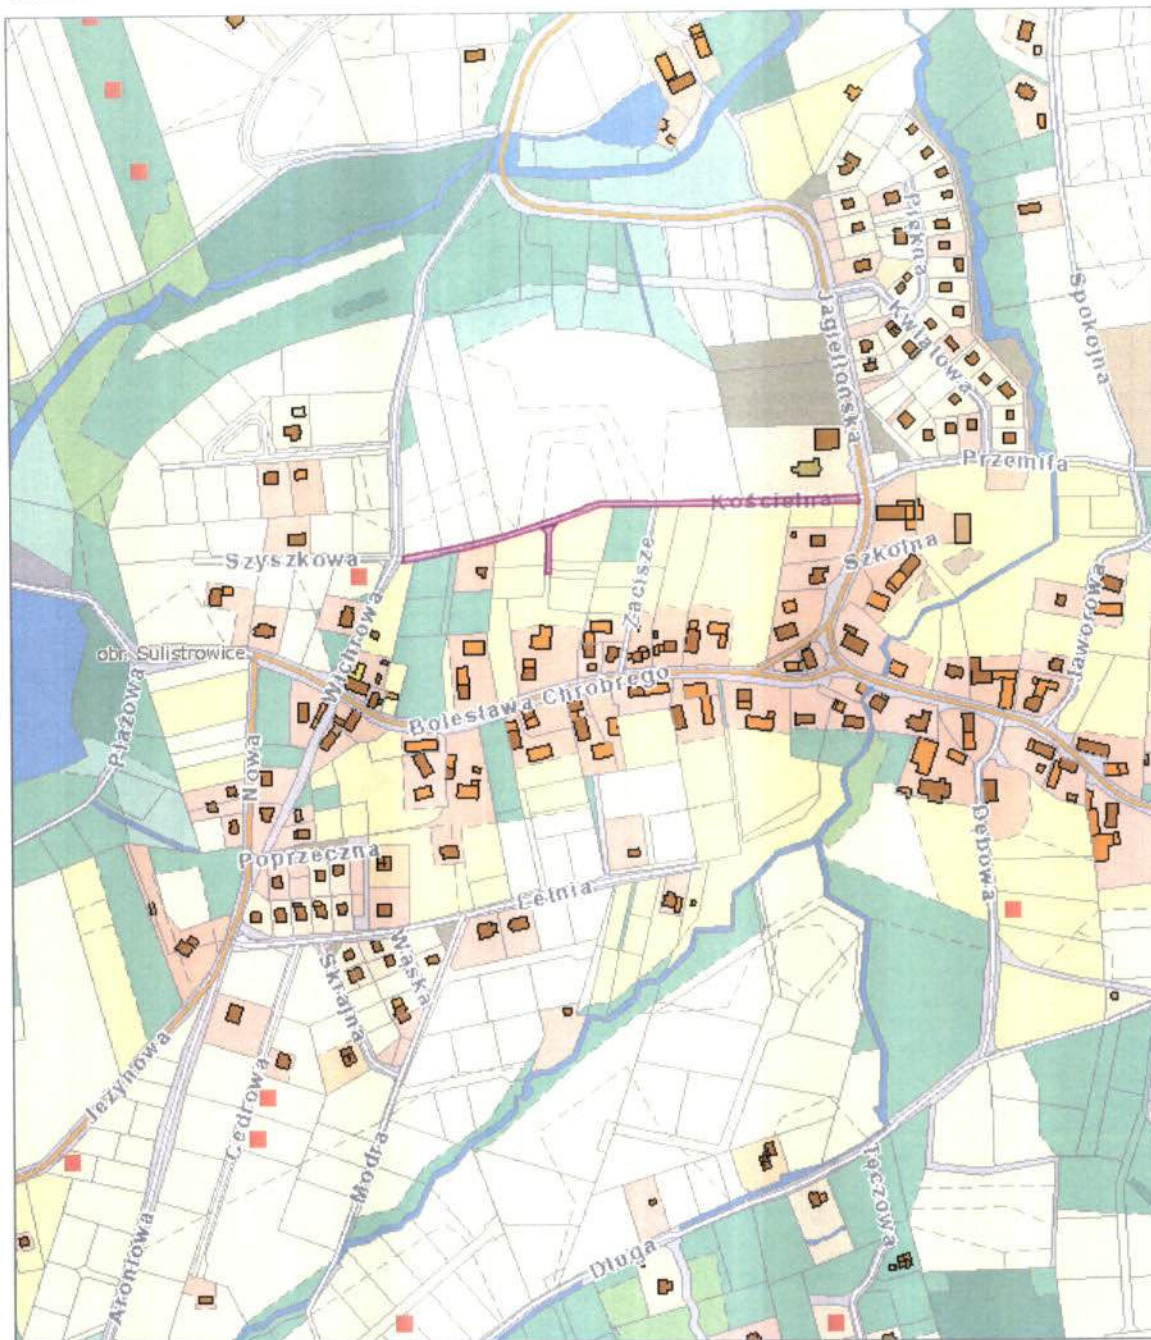 Piękna
Kwiatowa
Spokojna
Jagiellońska
Przemiła
Kościelna
Szkolna
Szyszkowa
Zacisze
Jaworowa
Wichrowa
obr. Sulistrowice
Plażowa
Bolesława Chrobrego
Nowa
Dębowa
Poprzeczna
Letnia
Wąska
Skrajna
Jeżynowa
Cedrowa
Modra
Tęczowa
Aroniowa
Długa